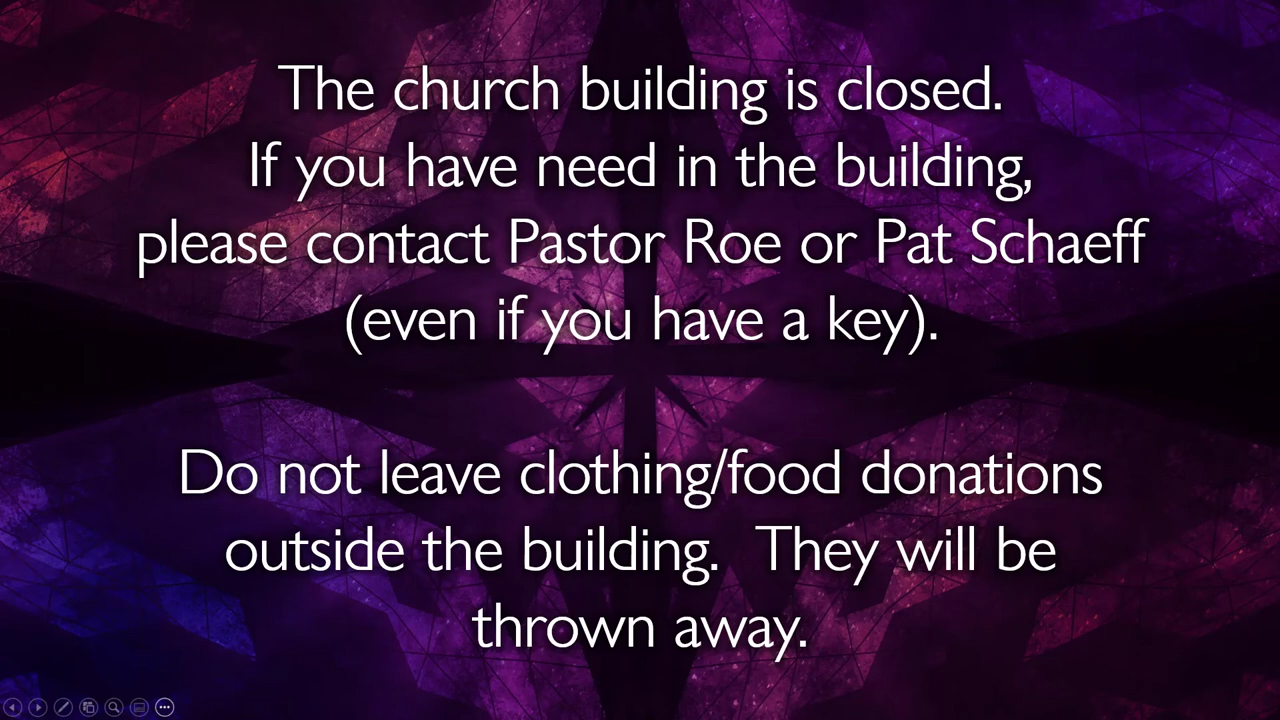 The church building is closed.
If you have need in the building,
please contact Pastor Roe or Pat Schaeff
(even if you have a key).
Do not leave clothing/food donations
outside the building.  They will be
thrown away.